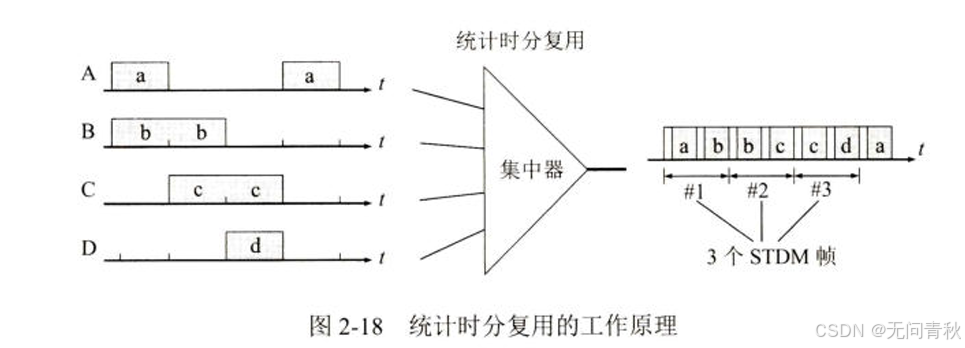 统计时分复用
A a a t
B b b t
C c c t
D d t
集中器
a b b c c d a t
#1 #2 #3
3 个 STDM 帧
图 2-18 统计时分复用的工作原理
CSDN @无问青秋